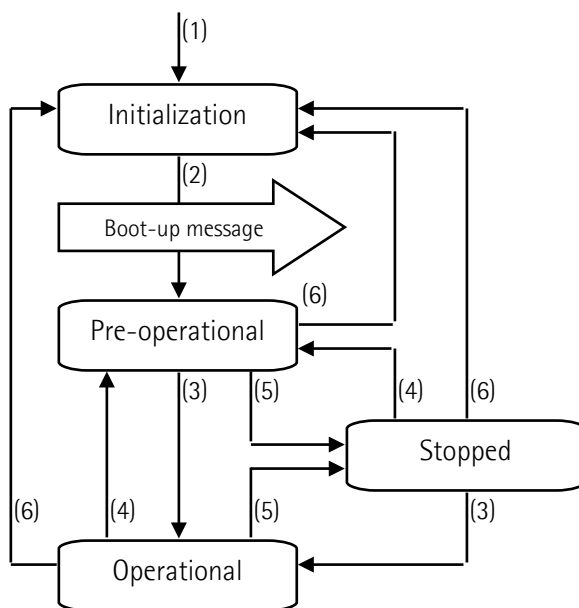 (1)
Initialization
(2)
Boot-up message
(6)
Pre-operational
(3)
(5)
(4)
(6)
Stopped
(6)
(4)
(5)
(3)
Operational